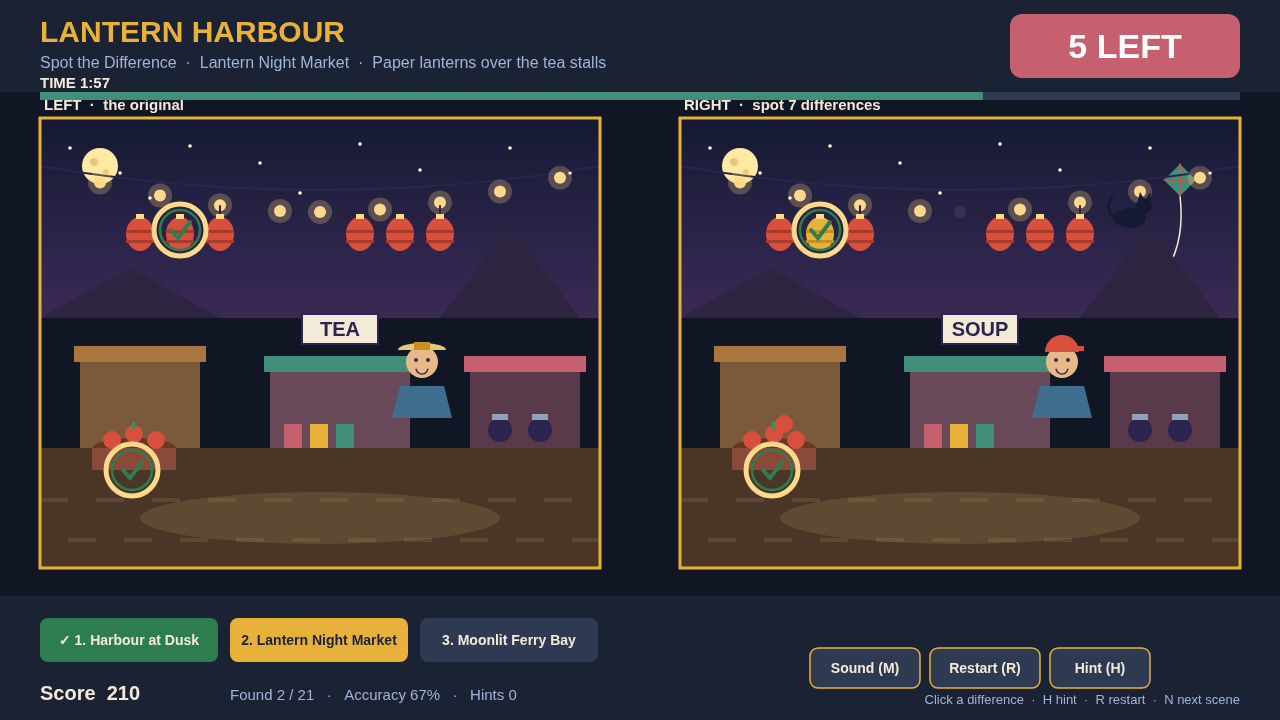 LANTERN HARBOUR
Spot the Difference · Lantern Night Market · Paper lanterns over the tea stalls
TIME 1:57
5 LEFT
LEFT · the original
RIGHT · spot 7 differences
TEA
SOUP
✓ 1. Harbour at Dusk
2. Lantern Night Market
3. Moonlit Ferry Bay
Sound (M)
Restart (R)
Hint (H)
Score 210
Found 2 / 21 · Accuracy 67% · Hints 0
Click a difference · H hint · R restart · N next scene